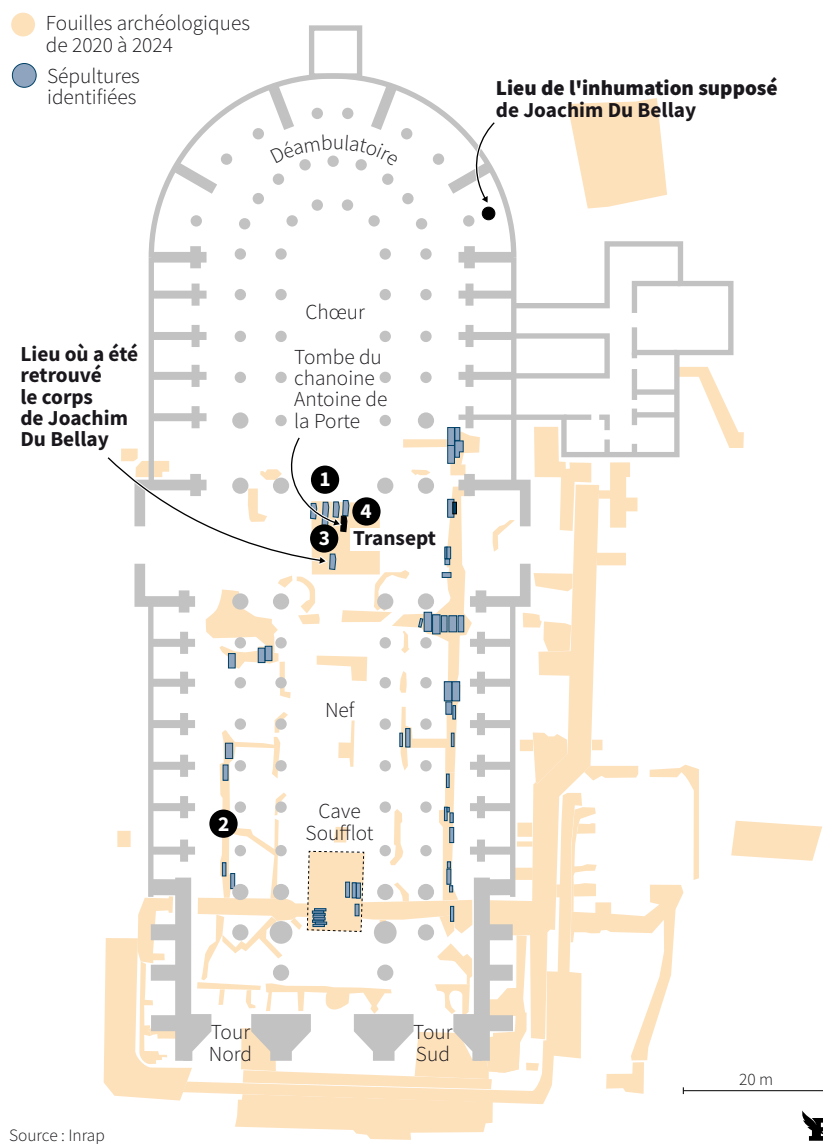 Fouilles archéologiques
de 2020 à 2024
Sépultures
identifiées
Lieu de l'inhumation supposé
de Joachim Du Bellay
Déambulatoire
Chœur
Lieu où a été
retrouvé
le corps
de Joachim
Du Bellay
Tombe du
chanoine
Antoine de
la Porte
1
4
3
Transept
Nef
2
Cave
Soufflot
Tour
Nord
Tour
Sud
20 m
Source : Inrap